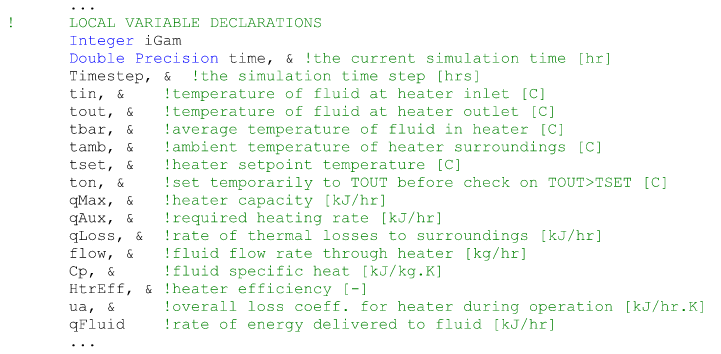 ...
!      LOCAL VARIABLE DECLARATIONS
Integer iGam
Double Precision time, & !the current simulation time [hr]
Timestep, &  !the simulation time step [hrs]
tin, &    !temperature of fluid at heater inlet [C]
tout, &   !temperature of fluid at heater outlet [C]
tbar, &   !average temperature of fluid in heater [C]
tamb, &   !ambient temperature of heater surroundings [C]
tset, &   !heater setpoint temperature [C]
ton, &    !set temporarily to TOUT before check on TOUT>TSET [C]
qMax, &   !heater capacity [kJ/hr]
qAux, &   !required heating rate [kJ/hr]
qLoss, &  !rate of thermal losses to surroundings [kJ/hr]
flow, &   !fluid flow rate through heater [kg/hr]
Cp, &     !fluid specific heat [kJ/kg.K]
HtrEff, & !heater efficiency [-]
ua, &     !overall loss coeff. for heater during operation [kJ/hr.K]
qFluid    !rate of energy delivered to fluid [kJ/hr]
...